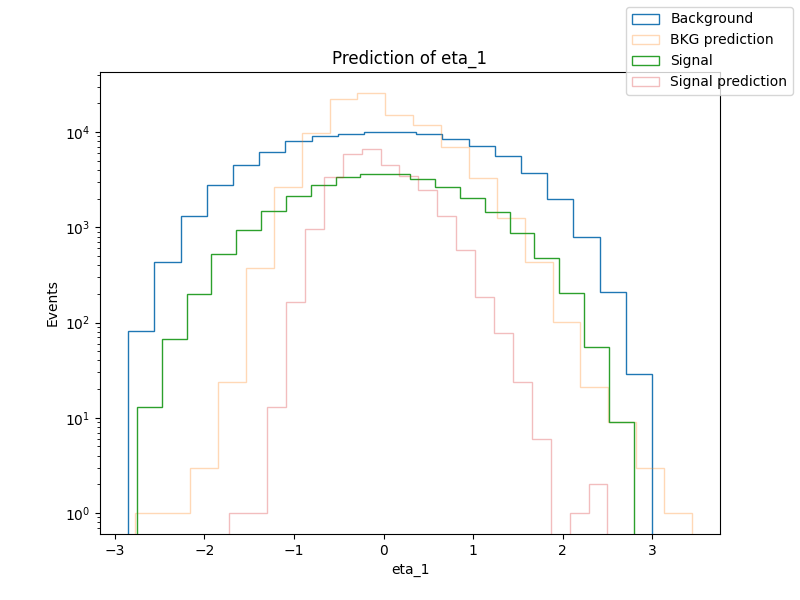 Prediction of eta_1
Background
BKG prediction
Signal
Signal prediction
Events
10^4
10^3
10^2
10^1
10^0
−3 −2 −1 0 1 2 3
eta_1